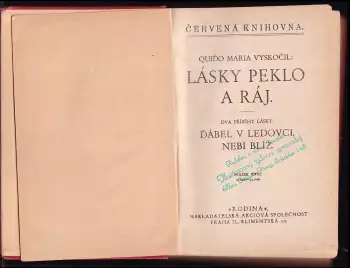 ČERVENÁ KNIHOVNA.
QUIDO MARIA VYSKOČIL:
LÁSKY PEKLO
A RÁJ.
DVA PŘÍBĚHY LÁSKY:
ĎÁBEL V LEDOVCI,
NEBI BLÍŽ.
»RODINA«,
NAKLADATELSKÁ AKCIOVÁ SPOLEČNOST
PRAHA II., KLIMENTSKÁ